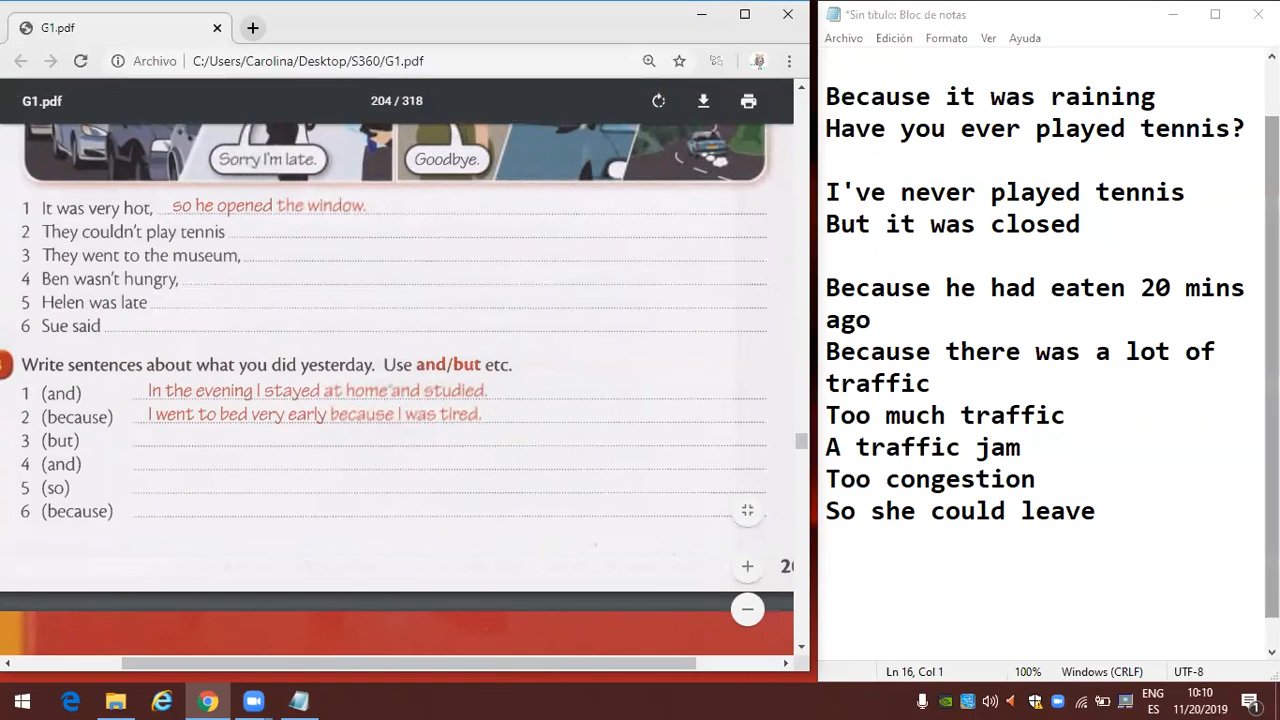 G1.pdf
Archivo C:/Users/Carolina/Desktop/S360/G1.pdf
G1.pdf 204 / 318
Sorry I'm late. Goodbye.
1 It was very hot, so he opened the window.
2 They couldn't play tennis
3 They went to the museum,
4 Ben wasn't hungry,
5 Helen was late
6 Sue said
Write sentences about what you did yesterday. Use and/but etc.
1 (and) In the evening I stayed at home and studied.
2 (because) I went to bed very early because I was tired.
3 (but)
4 (and)
5 (so)
6 (because)
*Sin título: Bloc de notas
Archivo Edición Formato Ver Ayuda
Because it was raining
Have you ever played tennis?
I've never played tennis
But it was closed
Because he had eaten 20 mins
ago
Because there was a lot of
traffic
Too much traffic
A traffic jam
Too congestion
So she could leave
Ln 16, Col 1 100% Windows (CRLF) UTF-8
ENG 10:10
ES 11/20/2019